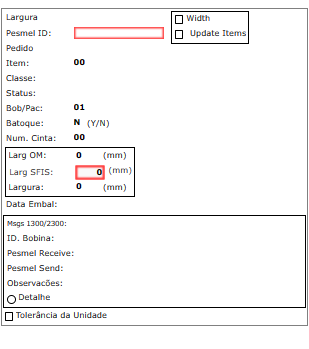 Largura
Width
Pesmel ID:
Update Items
Pedido
Item: 00
Classe:
Status:
Bob/Pac: 01
Batoque: N (Y/N)
Num. Cinta: 00
Larg OM: 0 (mm)
Larg SFIS: 0 (mm)
Largura: 0 (mm)
Data Embal:
Msgs 1300/2300:
ID. Bobina:
Pesmel Receive:
Pesmel Send:
Observacões:
Detalhe
Tolerância da Unidade